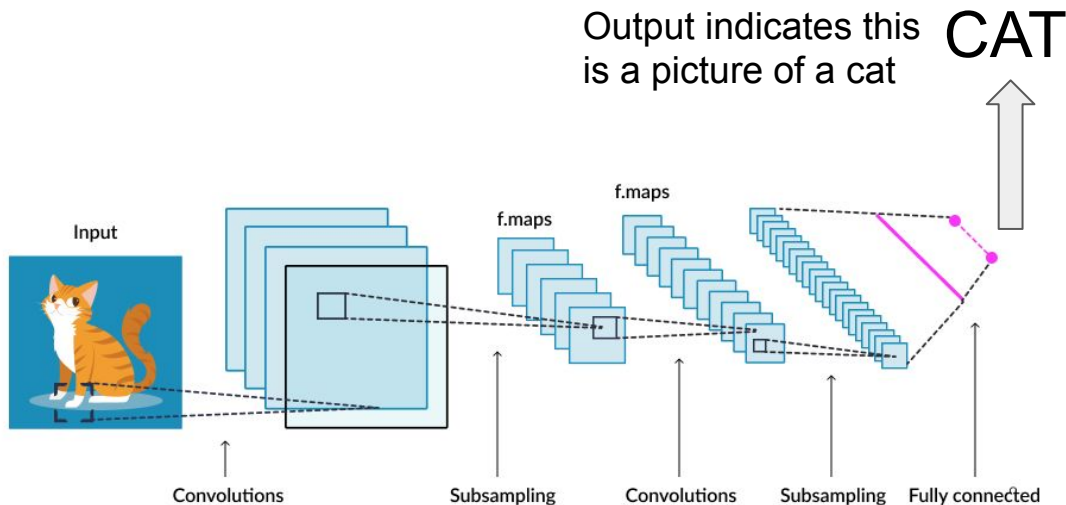 Output indicates this
is a picture of a cat
CAT
f.maps
f.maps
Input
Convolutions
Subsampling
Convolutions
Subsampling
Fully connected